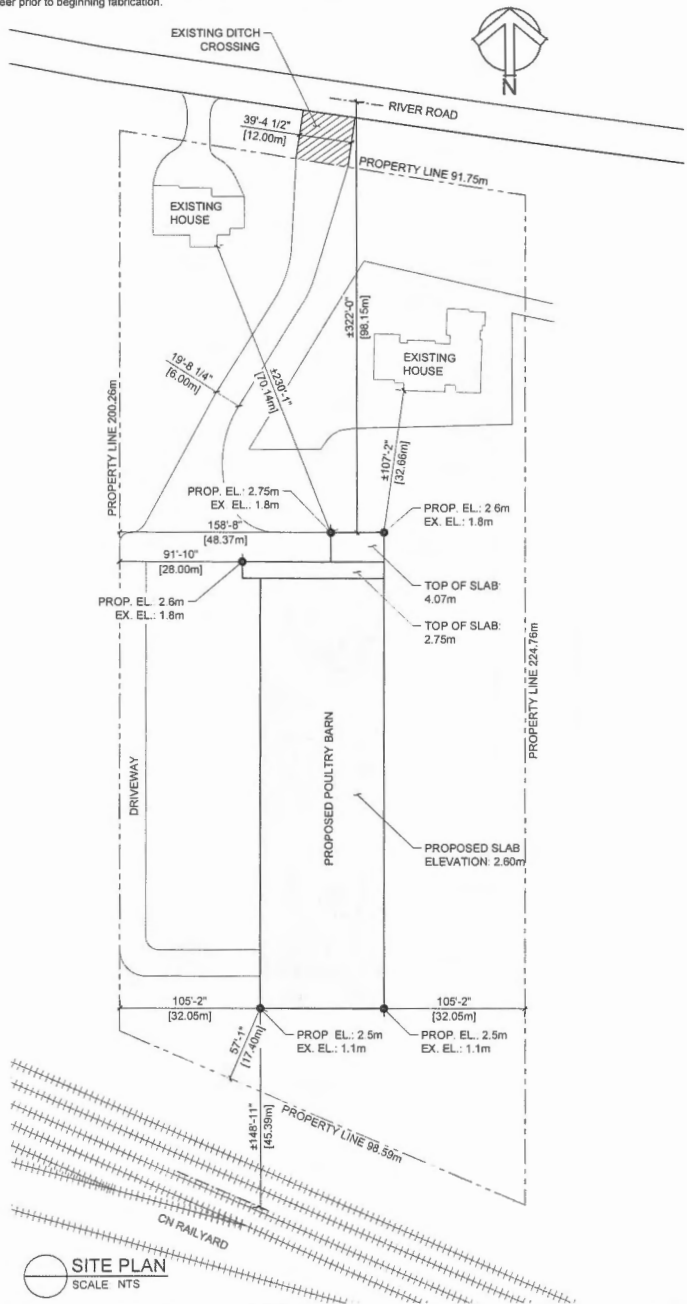 eer prior to beginning fabrication.
EXISTING DITCH
CROSSING
N
RIVER ROAD
39'-4 1/2"
[12.00m]
PROPERTY LINE 91.75m
EXISTING
HOUSE
±322'-0"
[98.15m]
EXISTING
HOUSE
19'-8 1/4"
[6.00m]
±230'-1"
[70.14m]
PROPERTY LINE 200.26m
±107'-2"
[32.66m]
PROP. EL.: 2.75m
EX. EL.: 1.8m
PROP. EL.: 2 6m
EX. EL.: 1.8m
158'-8"
[48.37m]
91'-10"
[28.00m]
TOP OF SLAB:
4.07m
PROP. EL. 2.6m
EX. EL.: 1.8m
TOP OF SLAB:
2.75m
PROPERTY LINE 224.76m
DRIVEWAY
PROPOSED POULTRY BARN
PROPOSED SLAB
ELEVATION: 2.60m
105'-2"
[32.05m]
105'-2"
[32.05m]
57'-1"
[17.40m]
PROP EL.: 2.5m
EX. EL.: 1.1m
PROP. EL.. 2.5m
EX. EL.: 1.1m
±148'-11"
[45.39m]
PROPERTY LINE 98.59m
CN RAILYARD
SITE PLAN
SCALE NTS